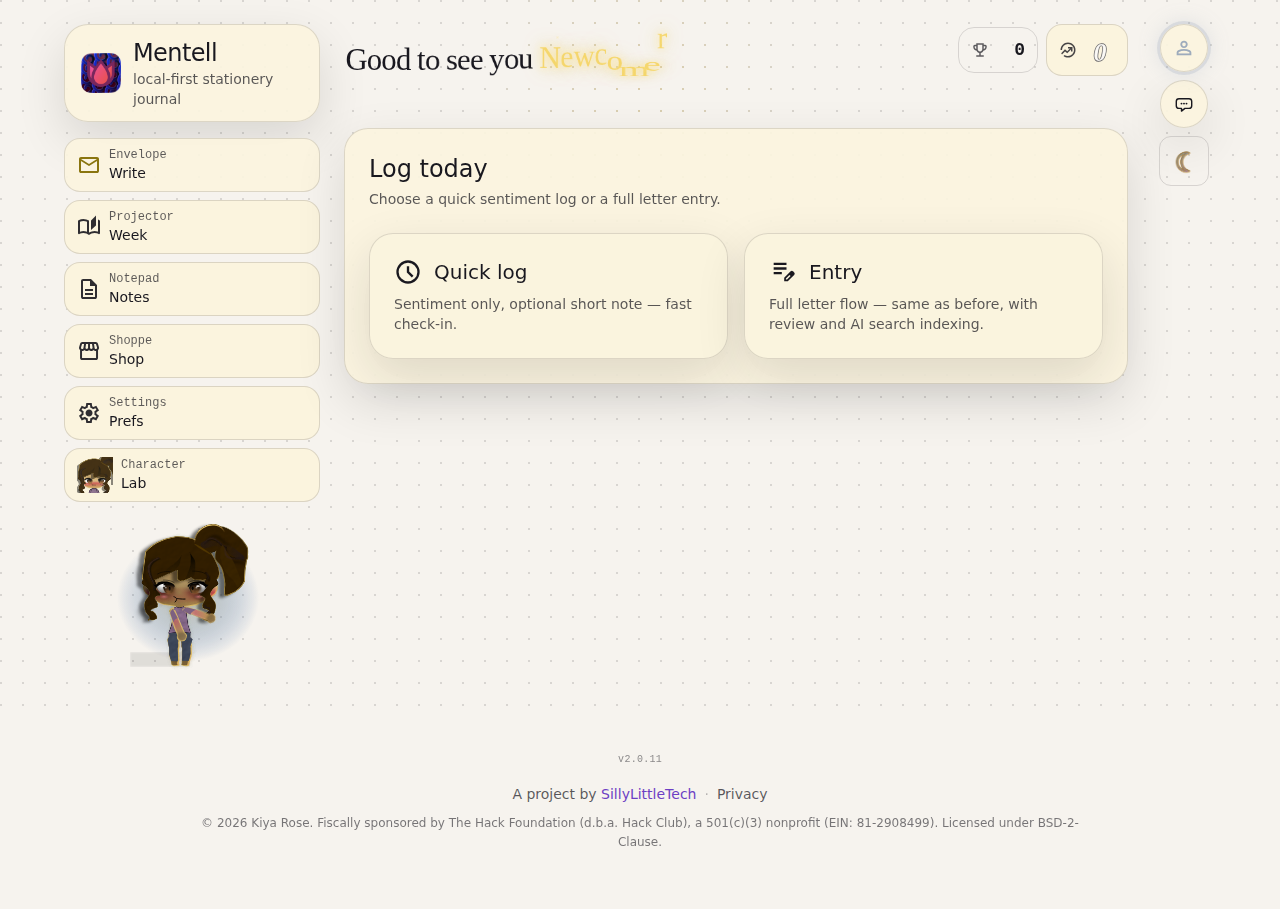 Mentell
local-first stationery
journal
Good to see you Newcomer
0
0
Envelope
Write
Projector
Week
Notepad
Notes
Shoppe
Shop
Settings
Prefs
Character
Lab
Log today
Choose a quick sentiment log or a full letter entry.
Quick log
Sentiment only, optional short note — fast
check-in.
Entry
Full letter flow — same as before, with
review and AI search indexing.
v2.0.11
A project by SillyLittleTech · Privacy
© 2026 Kiya Rose. Fiscally sponsored by The Hack Foundation (d.b.a. Hack Club), a 501(c)(3) nonprofit (EIN: 81-2908499). Licensed under BSD-2-
Clause.